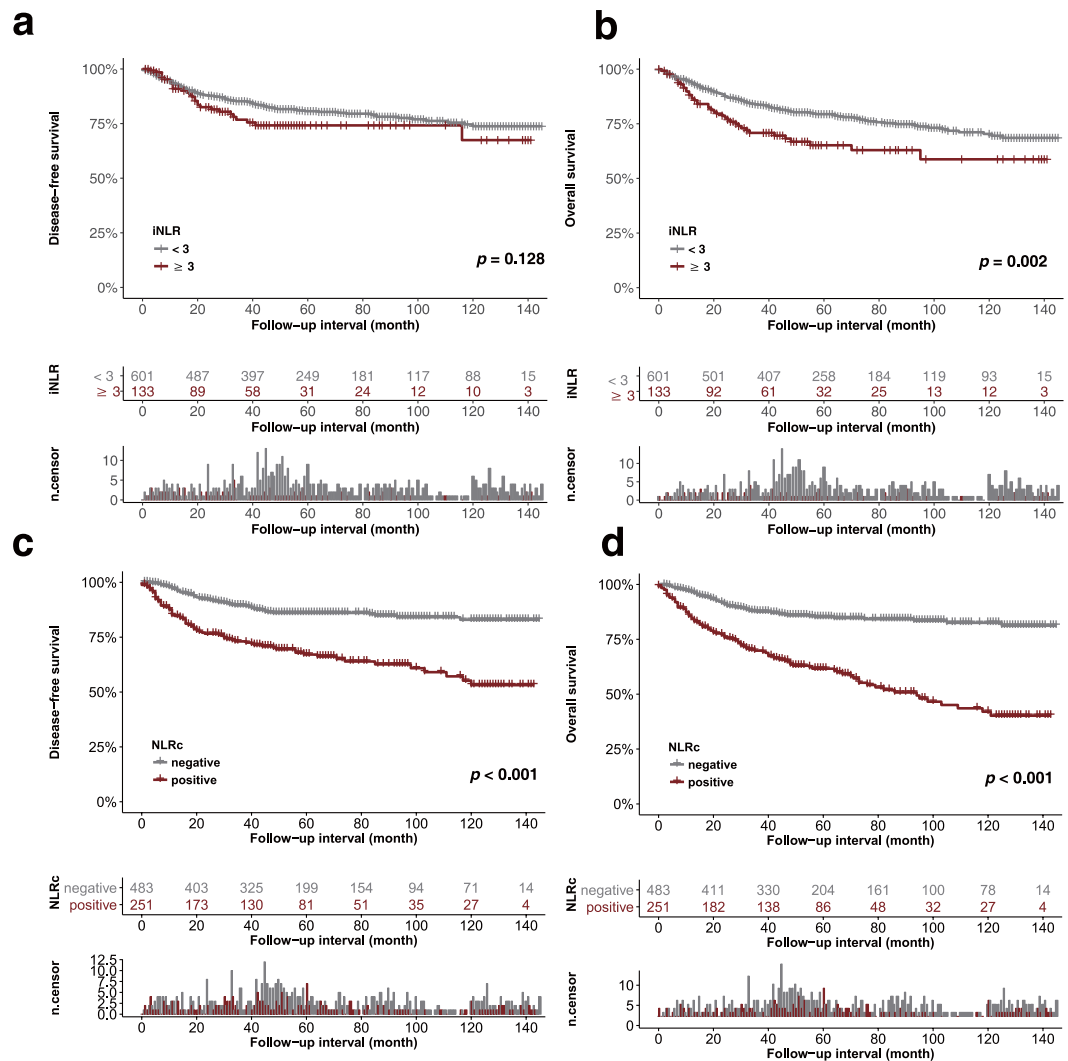 a
Disease-free survival
100%
75%
50%
25%
0%
iNLR
< 3
≥ 3
p = 0.128
0 20 40 60 80 100 120 140
Follow-up interval (month)
iNLR
< 3 601 487 397 249 181 117 88 15
≥ 3 133 89 58 31 24 12 10 3
0 20 40 60 80 100 120 140
Follow-up interval (month)
n.censor
10
5
0
0 20 40 60 80 100 120 140
Follow-up interval (month)
b
Overall survival
100%
75%
50%
25%
0%
iNLR
< 3
≥ 3
p = 0.002
0 20 40 60 80 100 120 140
Follow-up interval (month)
iNLR
< 3 601 501 407 258 184 119 93 15
≥ 3 133 92 61 32 25 13 12 3
0 20 40 60 80 100 120 140
Follow-up interval (month)
n.censor
10
5
0
0 20 40 60 80 100 120 140
Follow-up interval (month)
c
Disease-free survival
100%
75%
50%
25%
0%
NLRc
negative
positive
p < 0.001
0 20 40 60 80 100 120 140
Follow-up interval (month)
NLRc
negative 483 403 325 199 154 94 71 14
positive 251 173 130 81 51 35 27 4
0 20 40 60 80 100 120 140
Follow-up interval (month)
n.censor
12.5
10.0
7.5
5.0
2.5
0.0
0 20 40 60 80 100 120 140
Follow-up interval (month)
d
Overall survival
100%
75%
50%
25%
0%
NLRc
negative
positive
p < 0.001
0 20 40 60 80 100 120 140
Follow-up interval (month)
NLRc
negative 483 411 330 204 161 100 78 14
positive 251 182 138 86 48 32 27 4
0 20 40 60 80 100 120 140
Follow-up interval (month)
n.censor
10
5
0
0 20 40 60 80 100 120 140
Follow-up interval (month)